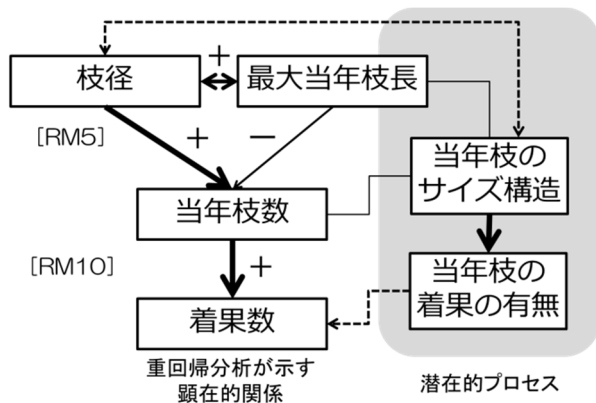 +
枝径
最大当年枝長
[RM5]
+
−
当年枝の
サイズ構造
当年枝数
[RM10]
+
当年枝の
着果の有無
着果数
重回帰分析が示す
顕在的関係
潜在的プロセス